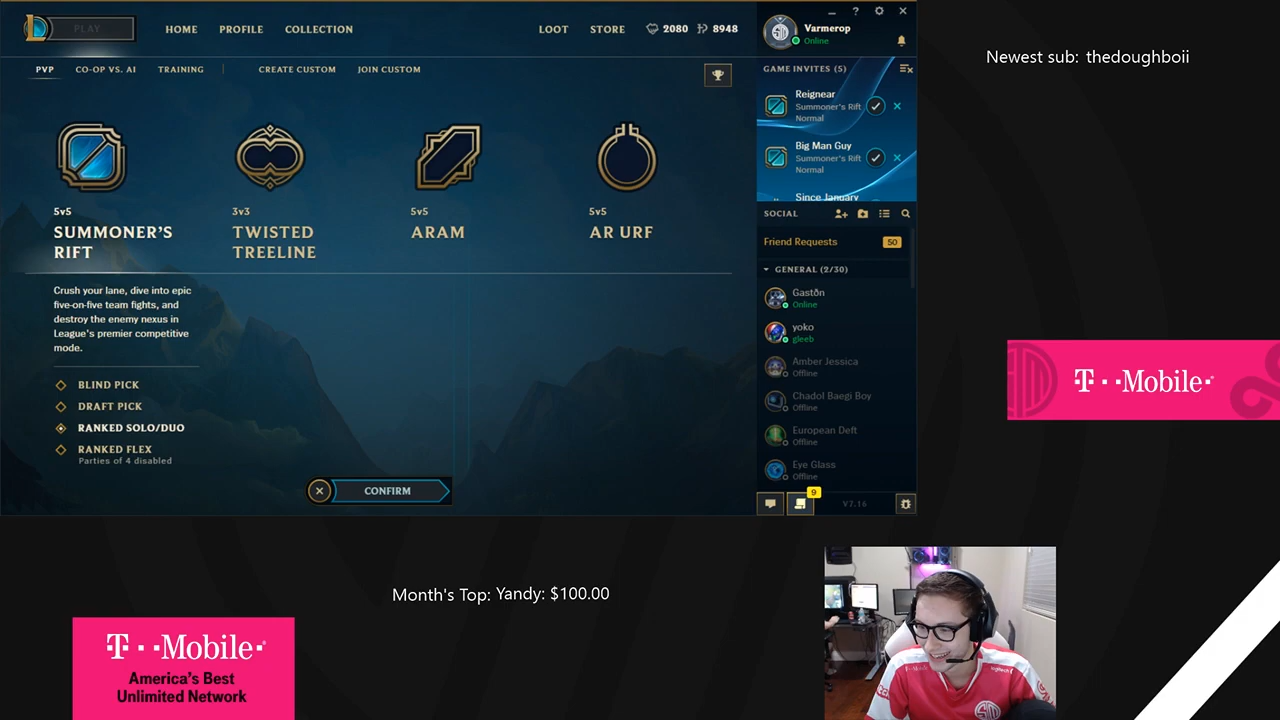 PLAY
HOME
PROFILE
COLLECTION
LOOT
STORE
2080
8948
Varmerop
Online
PVP
CO-OP VS. AI
TRAINING
CREATE CUSTOM
JOIN CUSTOM
GAME INVITES (5)
Reignear
Summoner's Rift
Normal
Big Man Guy
Summoner's Rift
Normal
Since January
5v5
SUMMONER'S
RIFT
3v3
TWISTED
TREELINE
5v5
ARAM
5v5
AR URF
Crush your lane, dive into epic
five-on-five team fights, and
destroy the enemy nexus in
League's premier competitive
mode.
BLIND PICK
DRAFT PICK
RANKED SOLO/DUO
RANKED FLEX
Parties of 4 disabled
CONFIRM
SOCIAL
Friend Requests
50
GENERAL (2/30)
Gastðn
Online
yoko
gleeb
Amber Jessica
Offline
Chadol Baegi Boy
Offline
European Deft
Offline
Eye Glass
Offline
9
V7.16
Newest sub: thedoughboii
T··Mobile·
Month's Top: Yandy: $100.00
T··Mobile·
America's Best
Unlimited Network